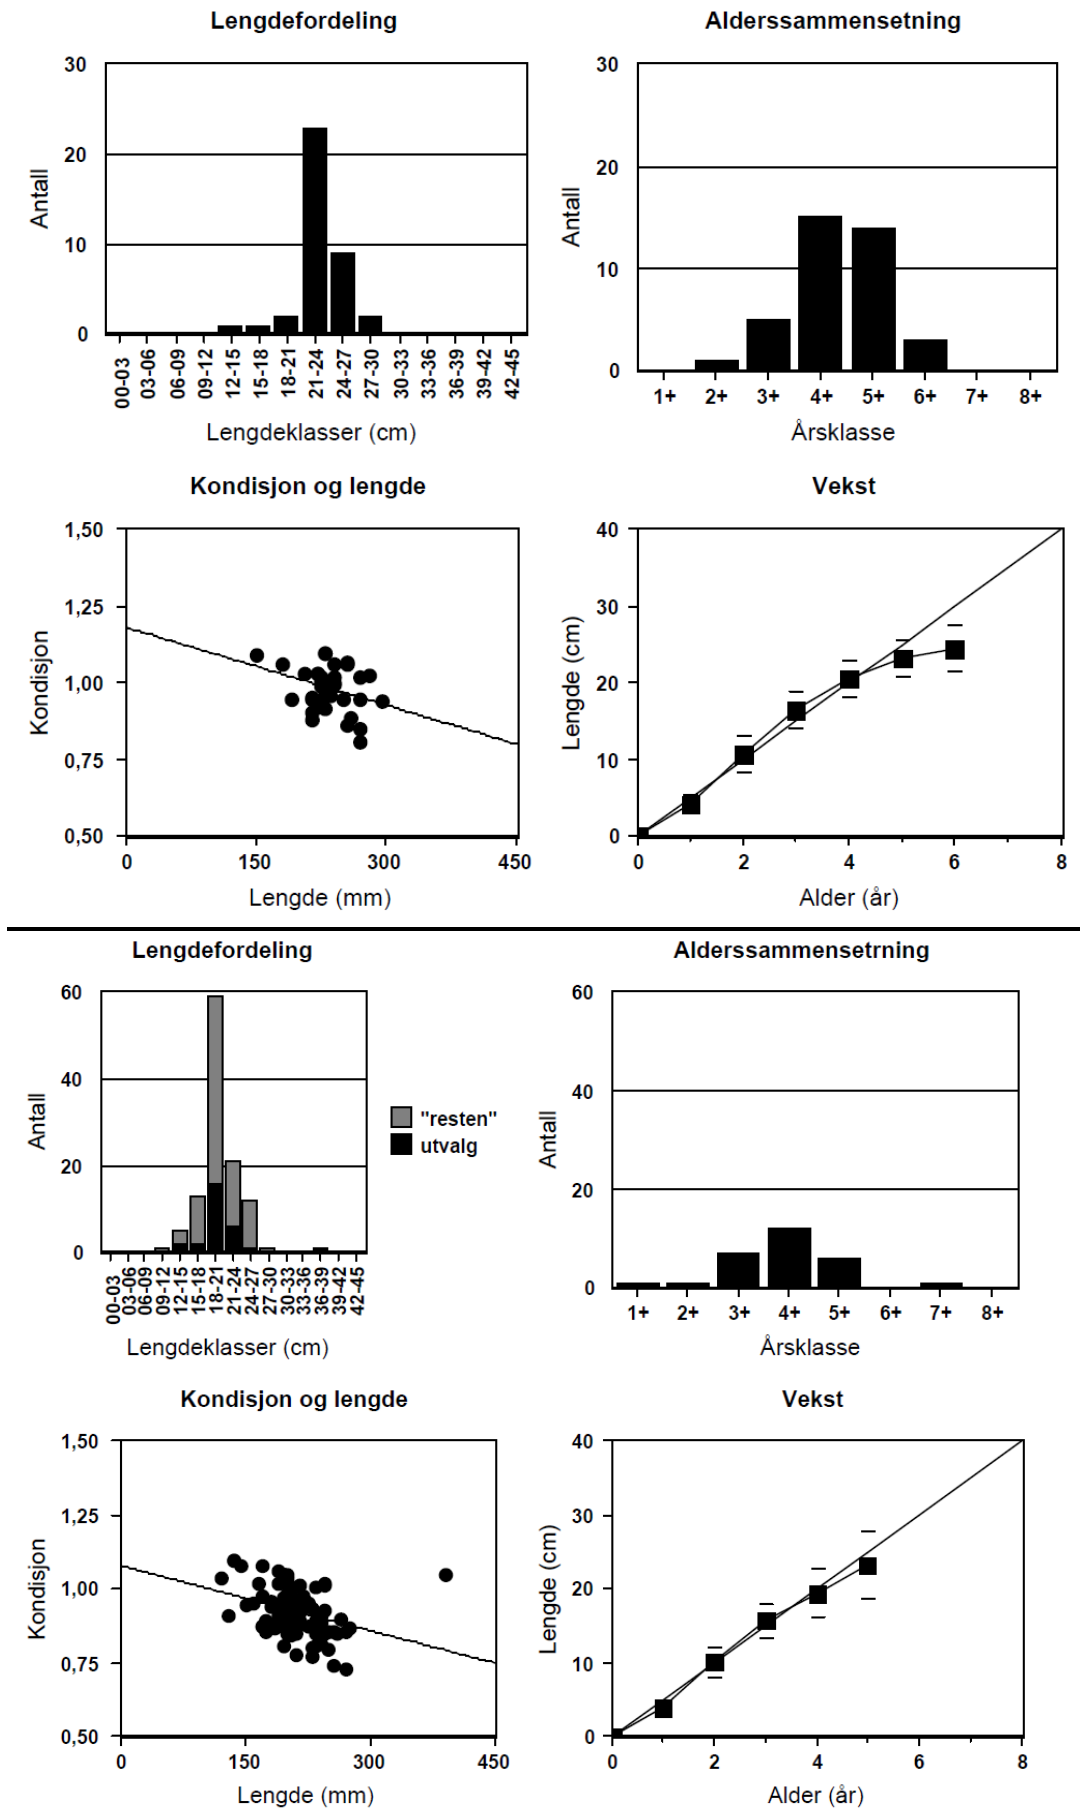 Lengdefordeling
30
20
10
0
Antall
00-03 03-06 06-09 09-12 12-15 15-18 18-21 21-24 24-27 27-30 30-33 33-36 36-39 39-42 42-45
Lengdeklasser (cm)
Alderssammensetning
30
20
10
0
Antall
1+ 2+ 3+ 4+ 5+ 6+ 7+ 8+
Årsklasse
Kondisjon og lengde
1,50
1,25
1,00
0,75
0,50
Kondisjon
0 150 300 450
Lengde (mm)
Vekst
40
30
20
10
0
Lengde (cm)
0 2 4 6 8
Alder (år)
Lengdefordeling
60
40
20
0
Antall
00-03 03-06 06-09 09-12 12-15 15-18 18-21 21-24 24-27 27-30 30-33 33-36 36-39 39-42 42-45
Lengdeklasser (cm)
"resten"
utvalg
Alderssammensetrning
60
40
20
0
Antall
1+ 2+ 3+ 4+ 5+ 6+ 7+ 8+
Årsklasse
Kondisjon og lengde
1,50
1,25
1,00
0,75
0,50
Kondisjon
0 150 300 450
Lengde (mm)
Vekst
40
30
20
10
0
Lengde (cm)
0 2 4 6 8
Alder (år)